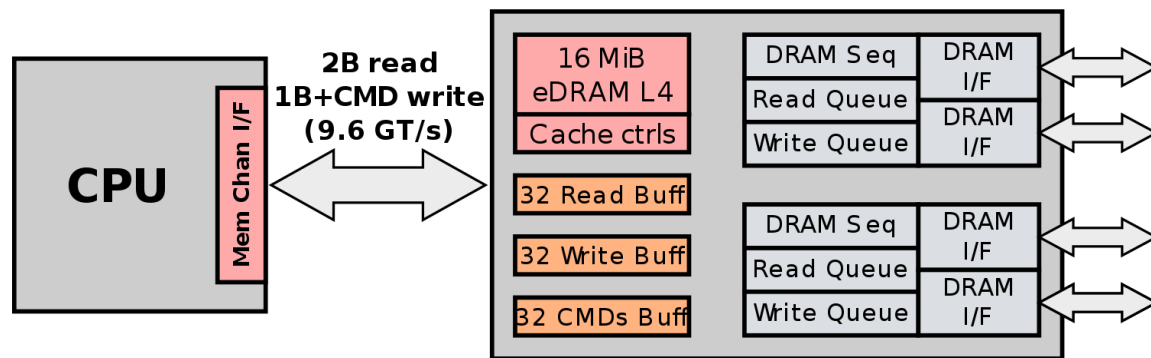 CPU
Mem Chan I/F
2B read
1B+CMD write
(9.6 GT/s)
16 MiB
eDRAM L4
Cache ctrls
32 Read Buff
32 Write Buff
32 CMDs Buff
DRAM Seq
Read Queue
Write Queue
DRAM
I/F
DRAM
I/F
DRAM Seq
Read Queue
Write Queue
DRAM
I/F
DRAM
I/F